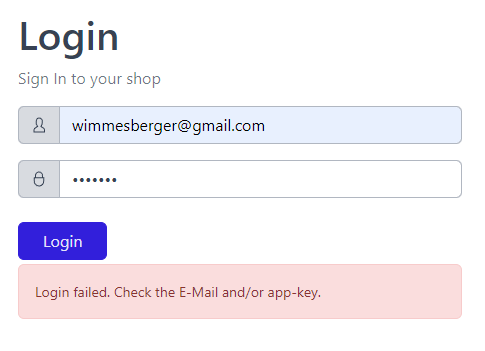 Login
Sign In to your shop
wimmesberger@gmail.com
•••••••
Login
Login failed. Check the E-Mail and/or app-key.